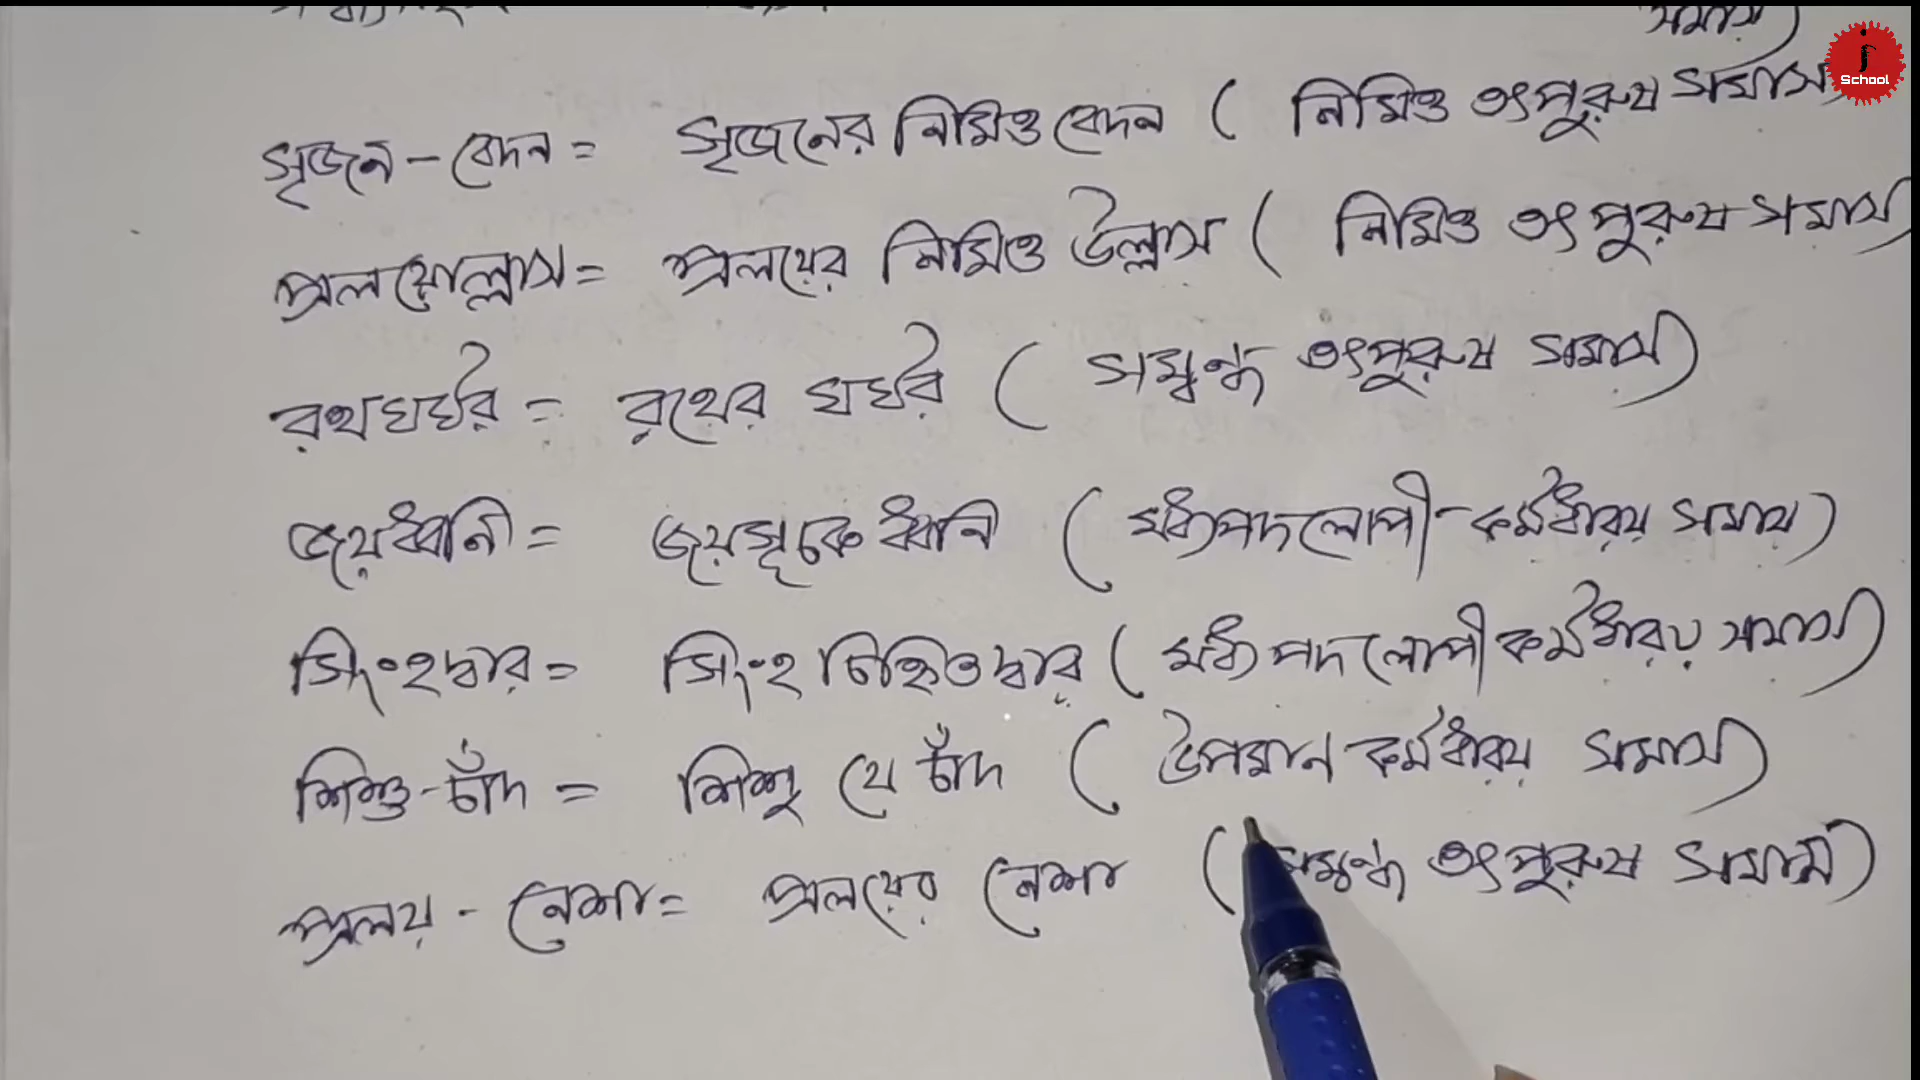 সমাস)
i School
সৃজন-বেদন = সৃজনের নিমিত্ত বেদন ( নিমিত্ত তৎপুরুষ সমাস)
প্রলয়োল্লাস = প্রলয়ের নিমিত্ত উল্লাস ( নিমিত্ত তৎপুরুষ সমাস)
রথঘর্ঘর = রথের ঘর্ঘর ( সম্বন্ধ তৎপুরুষ সমাস)
জয়ধ্বনি = জয়সূচক ধ্বনি ( মধ্যপদলোপী কর্মধারয় সমাস)
সিংহদ্বার = সিংহ চিহ্নিত দ্বার ( মধ্যপদলোপী কর্মধারয় সমাস)
শিশু-চাঁদ = শিশু যে চাঁদ ( উপমান কর্মধারয় সমাস)
প্রলয়-নেশা = প্রলয়ের নেশা ( সম্বন্ধ তৎপুরুষ সমাস)